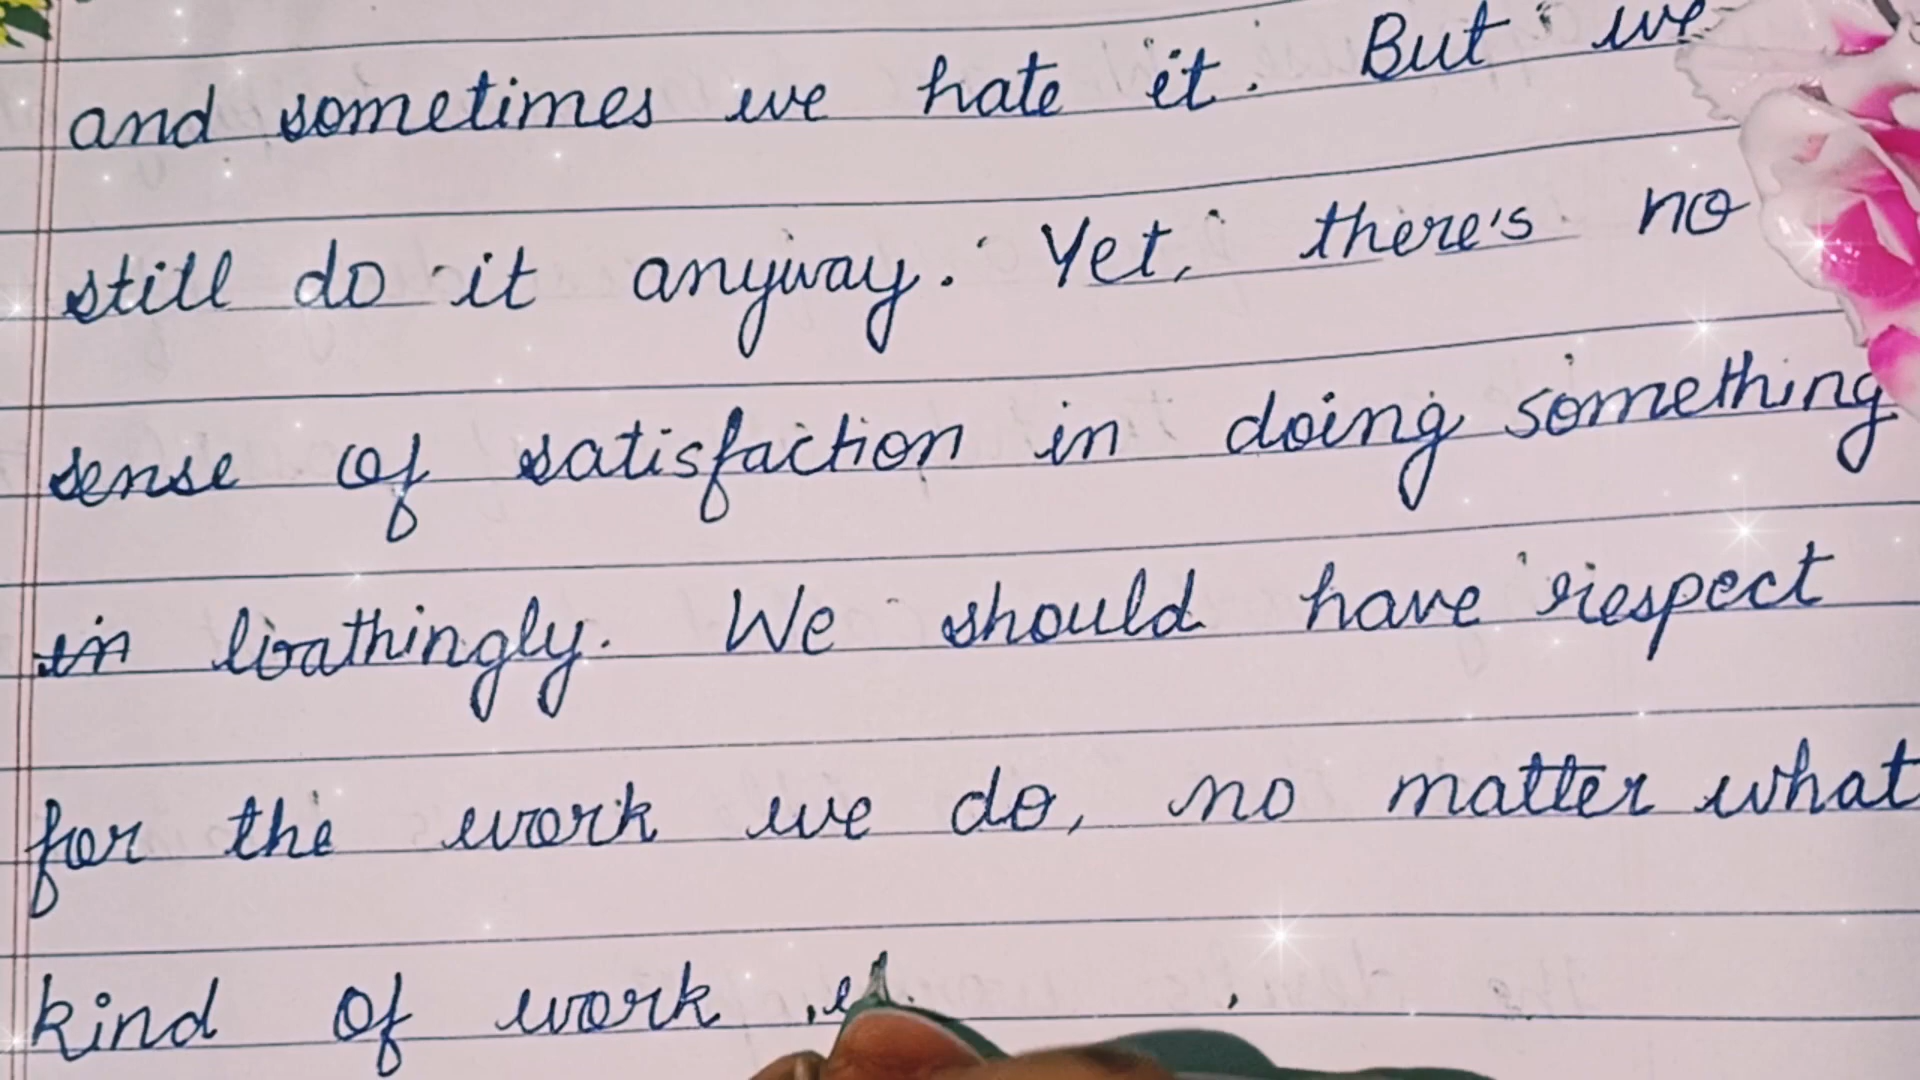 and sometimes we hate it. But we
still do it anyway. Yet, there's no
sense of satisfaction in doing something
in loathingly. We should have respect
for the work we do, no matter what
kind of work